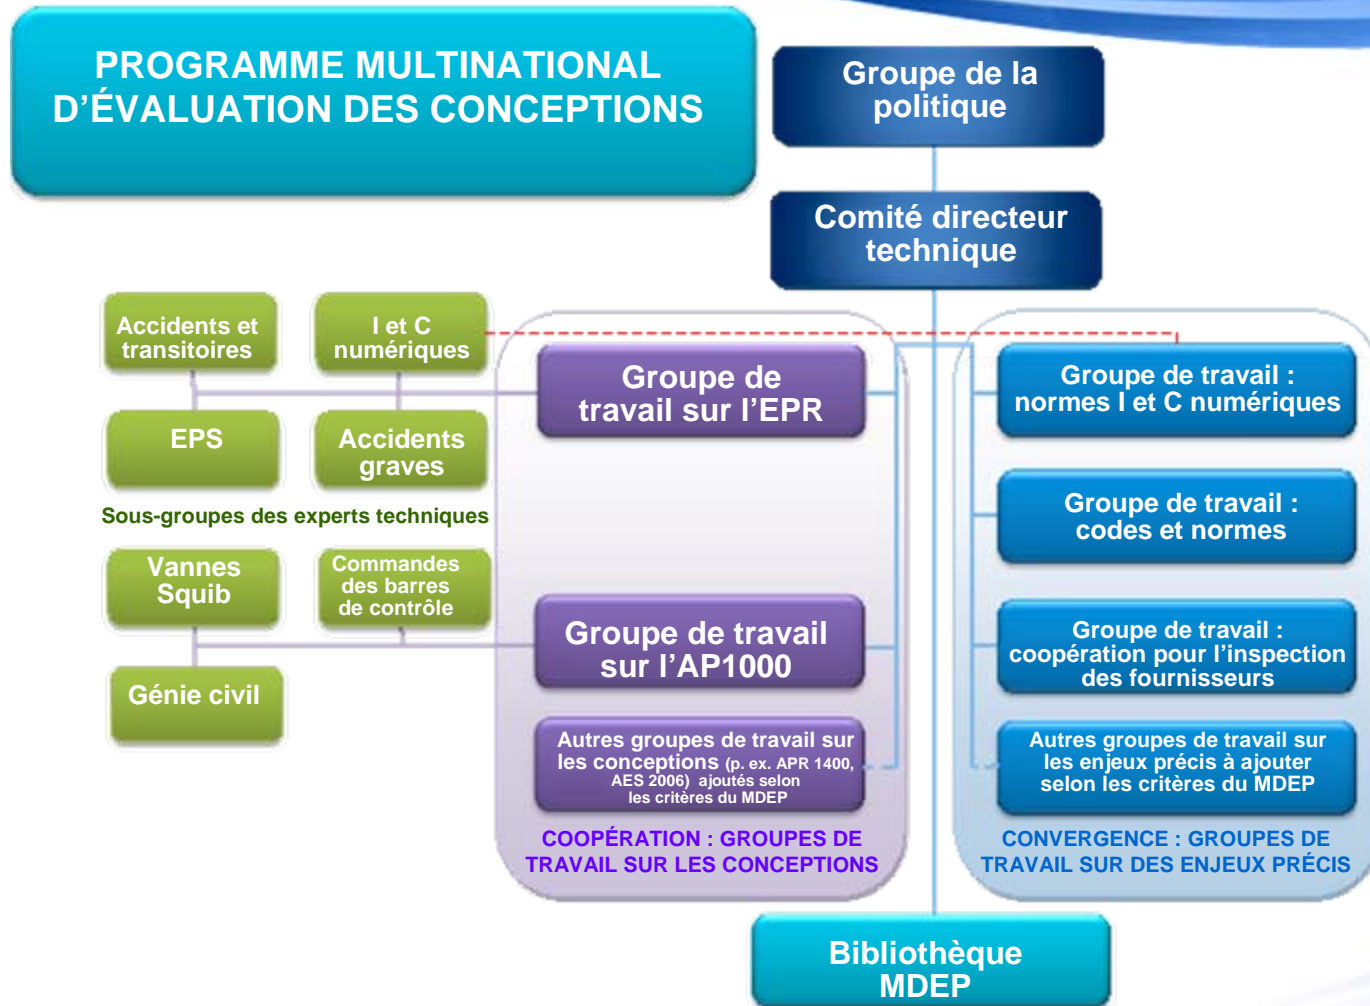 PROGRAMME MULTINATIONAL
D’ÉVALUATION DES CONCEPTIONS
Groupe de la
politique
Comité directeur
technique
Accidents et
transitoires
I et C
numériques
EPS
Accidents
graves
Sous-groupes des experts techniques
Vannes
Squib
Commandes
des barres
de contrôle
Génie civil
Groupe de
travail sur l’EPR
Groupe de travail
sur l’AP1000
Autres groupes de travail sur
les conceptions (p. ex. APR 1400,
AES 2006) ajoutés selon
les critères du MDEP
COOPÉRATION : GROUPES DE
TRAVAIL SUR LES CONCEPTIONS
Groupe de travail :
normes I et C numériques
Groupe de travail :
codes et normes
Groupe de travail :
coopération pour l’inspection
des fournisseurs
Autres groupes de travail sur
les enjeux précis à ajouter
selon les critères du MDEP
CONVERGENCE : GROUPES DE
TRAVAIL SUR DES ENJEUX PRÉCIS
Bibliothèque
MDEP